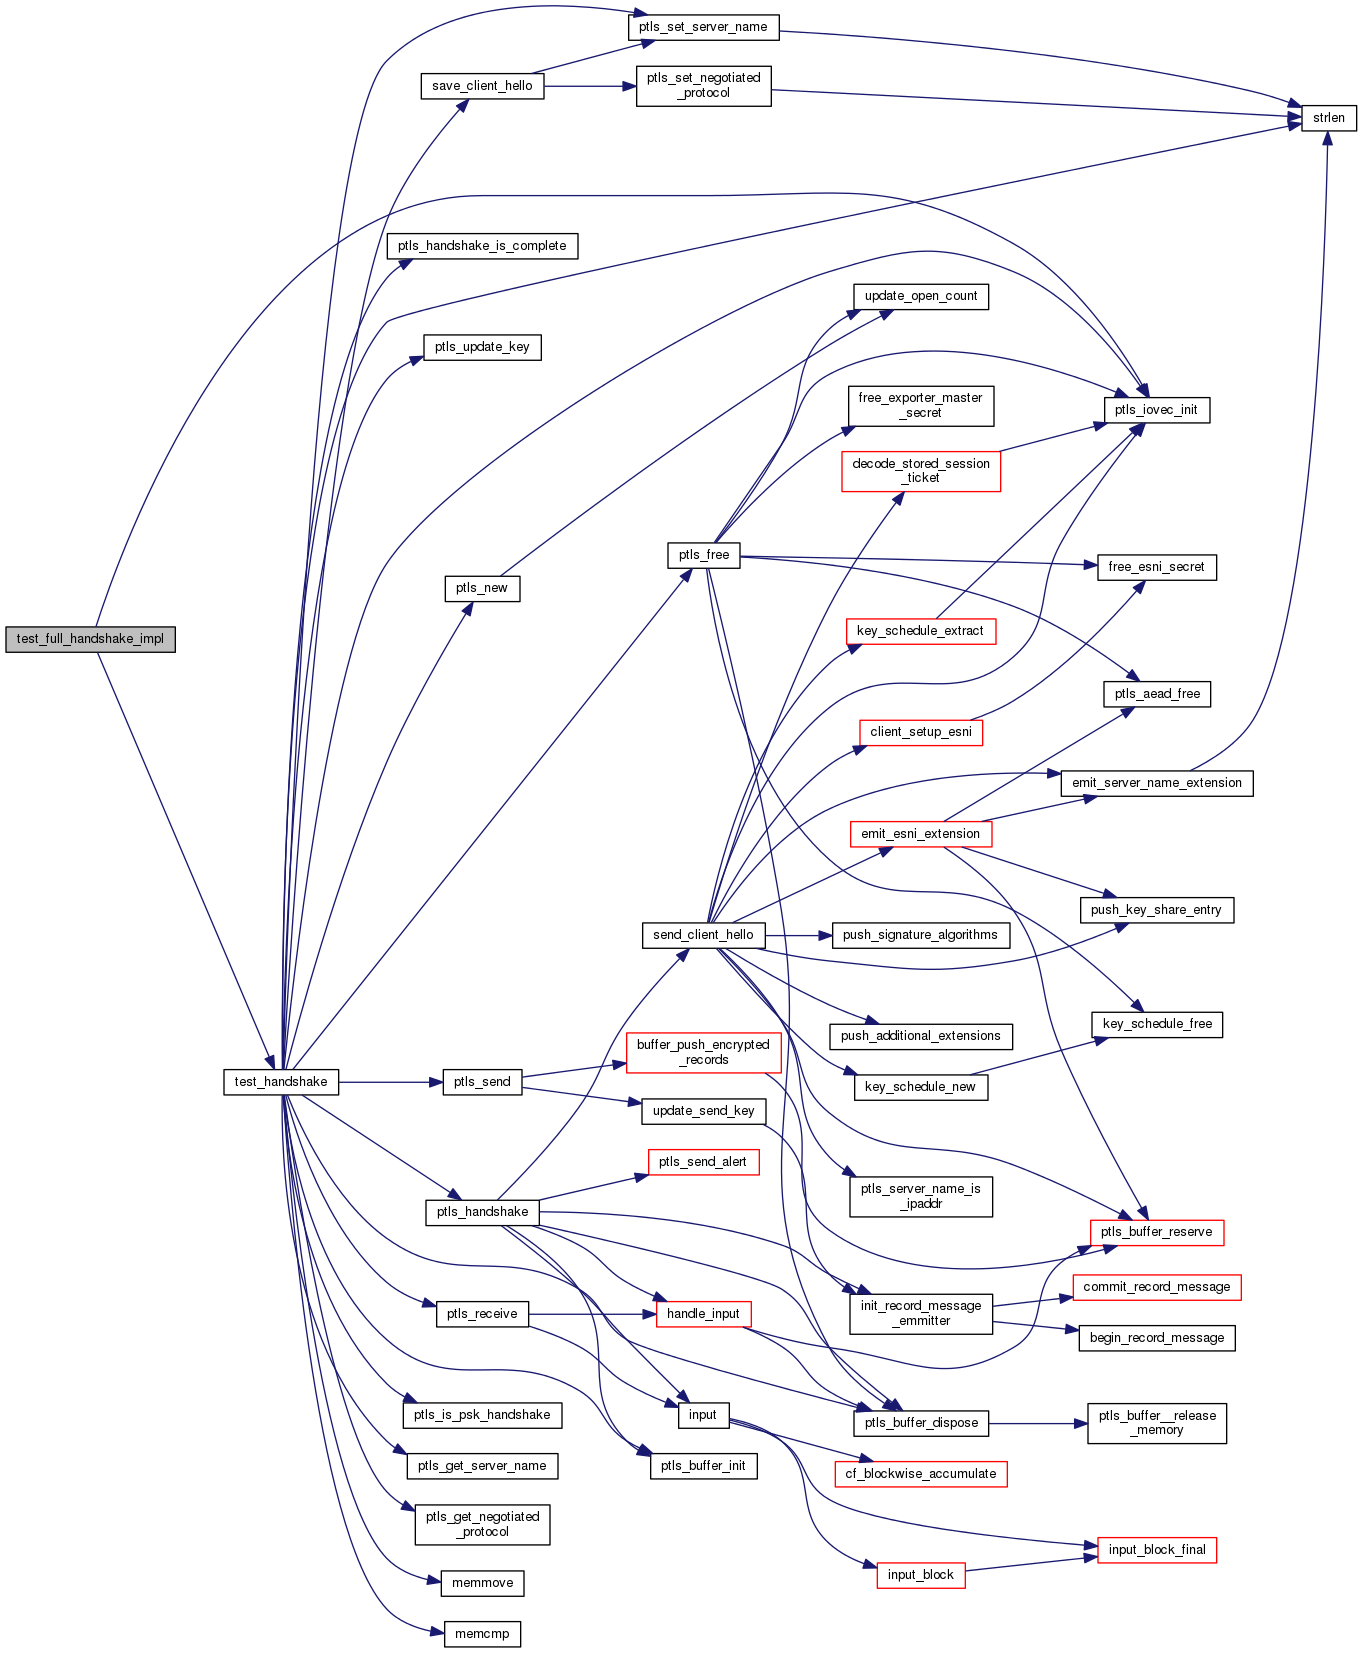 ptls_set_server_name
save_client_hello
ptls_set_negotiated
_protocol
strlen
ptls_handshake_is_complete
update_open_count
ptls_update_key
free_exporter_master
_secret
ptls_iovec_init
decode_stored_session
_ticket
ptls_free
free_esni_secret
ptls_new
test_full_handshake_impl
key_schedule_extract
ptls_aead_free
client_setup_esni
emit_server_name_extension
emit_esni_extension
push_key_share_entry
send_client_hello
push_signature_algorithms
key_schedule_free
push_additional_extensions
buffer_push_encrypted
_records
test_handshake
ptls_send
key_schedule_new
update_send_key
ptls_send_alert
ptls_server_name_is
_ipaddr
ptls_handshake
ptls_buffer_reserve
commit_record_message
ptls_receive
handle_input
init_record_message
_emmitter
begin_record_message
ptls_is_psk_handshake
input
ptls_buffer_dispose
ptls_buffer__release
_memory
ptls_get_server_name
ptls_buffer_init
cf_blockwise_accumulate
ptls_get_negotiated
_protocol
input_block_final
input_block
memmove
memcmp